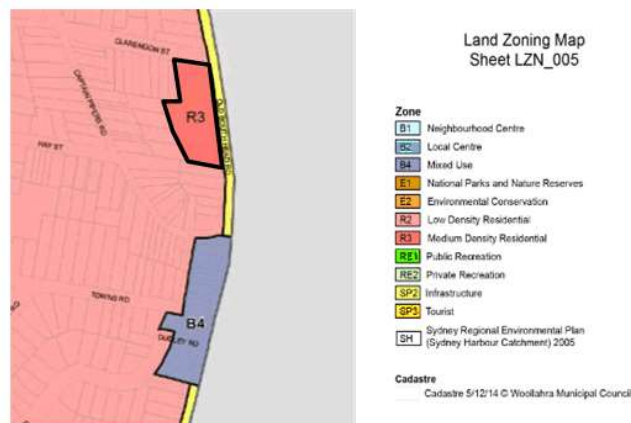 CLARENDON ST
CAPTAIN PIPERS RD
R3
HAY ST
TOWNS RD
B4
DUDLEY RD
Land Zoning Map
Sheet LZN_005
Zone
B1 Neighbourhood Centre
B2 Local Centre
B4 Mixed Use
E1 National Parks and Nature Reserves
E2 Environmental Conservation
R2 Low Density Residential
R3 Medium Density Residential
RE1 Public Recreation
RE2 Private Recreation
SP2 Infrastructure
SP3 Tourist
SH Sydney Regional Environmental Plan
(Sydney Harbour Catchment) 2005
Cadastre
Cadastre 5/12/14 © Woollahra Municipal Council